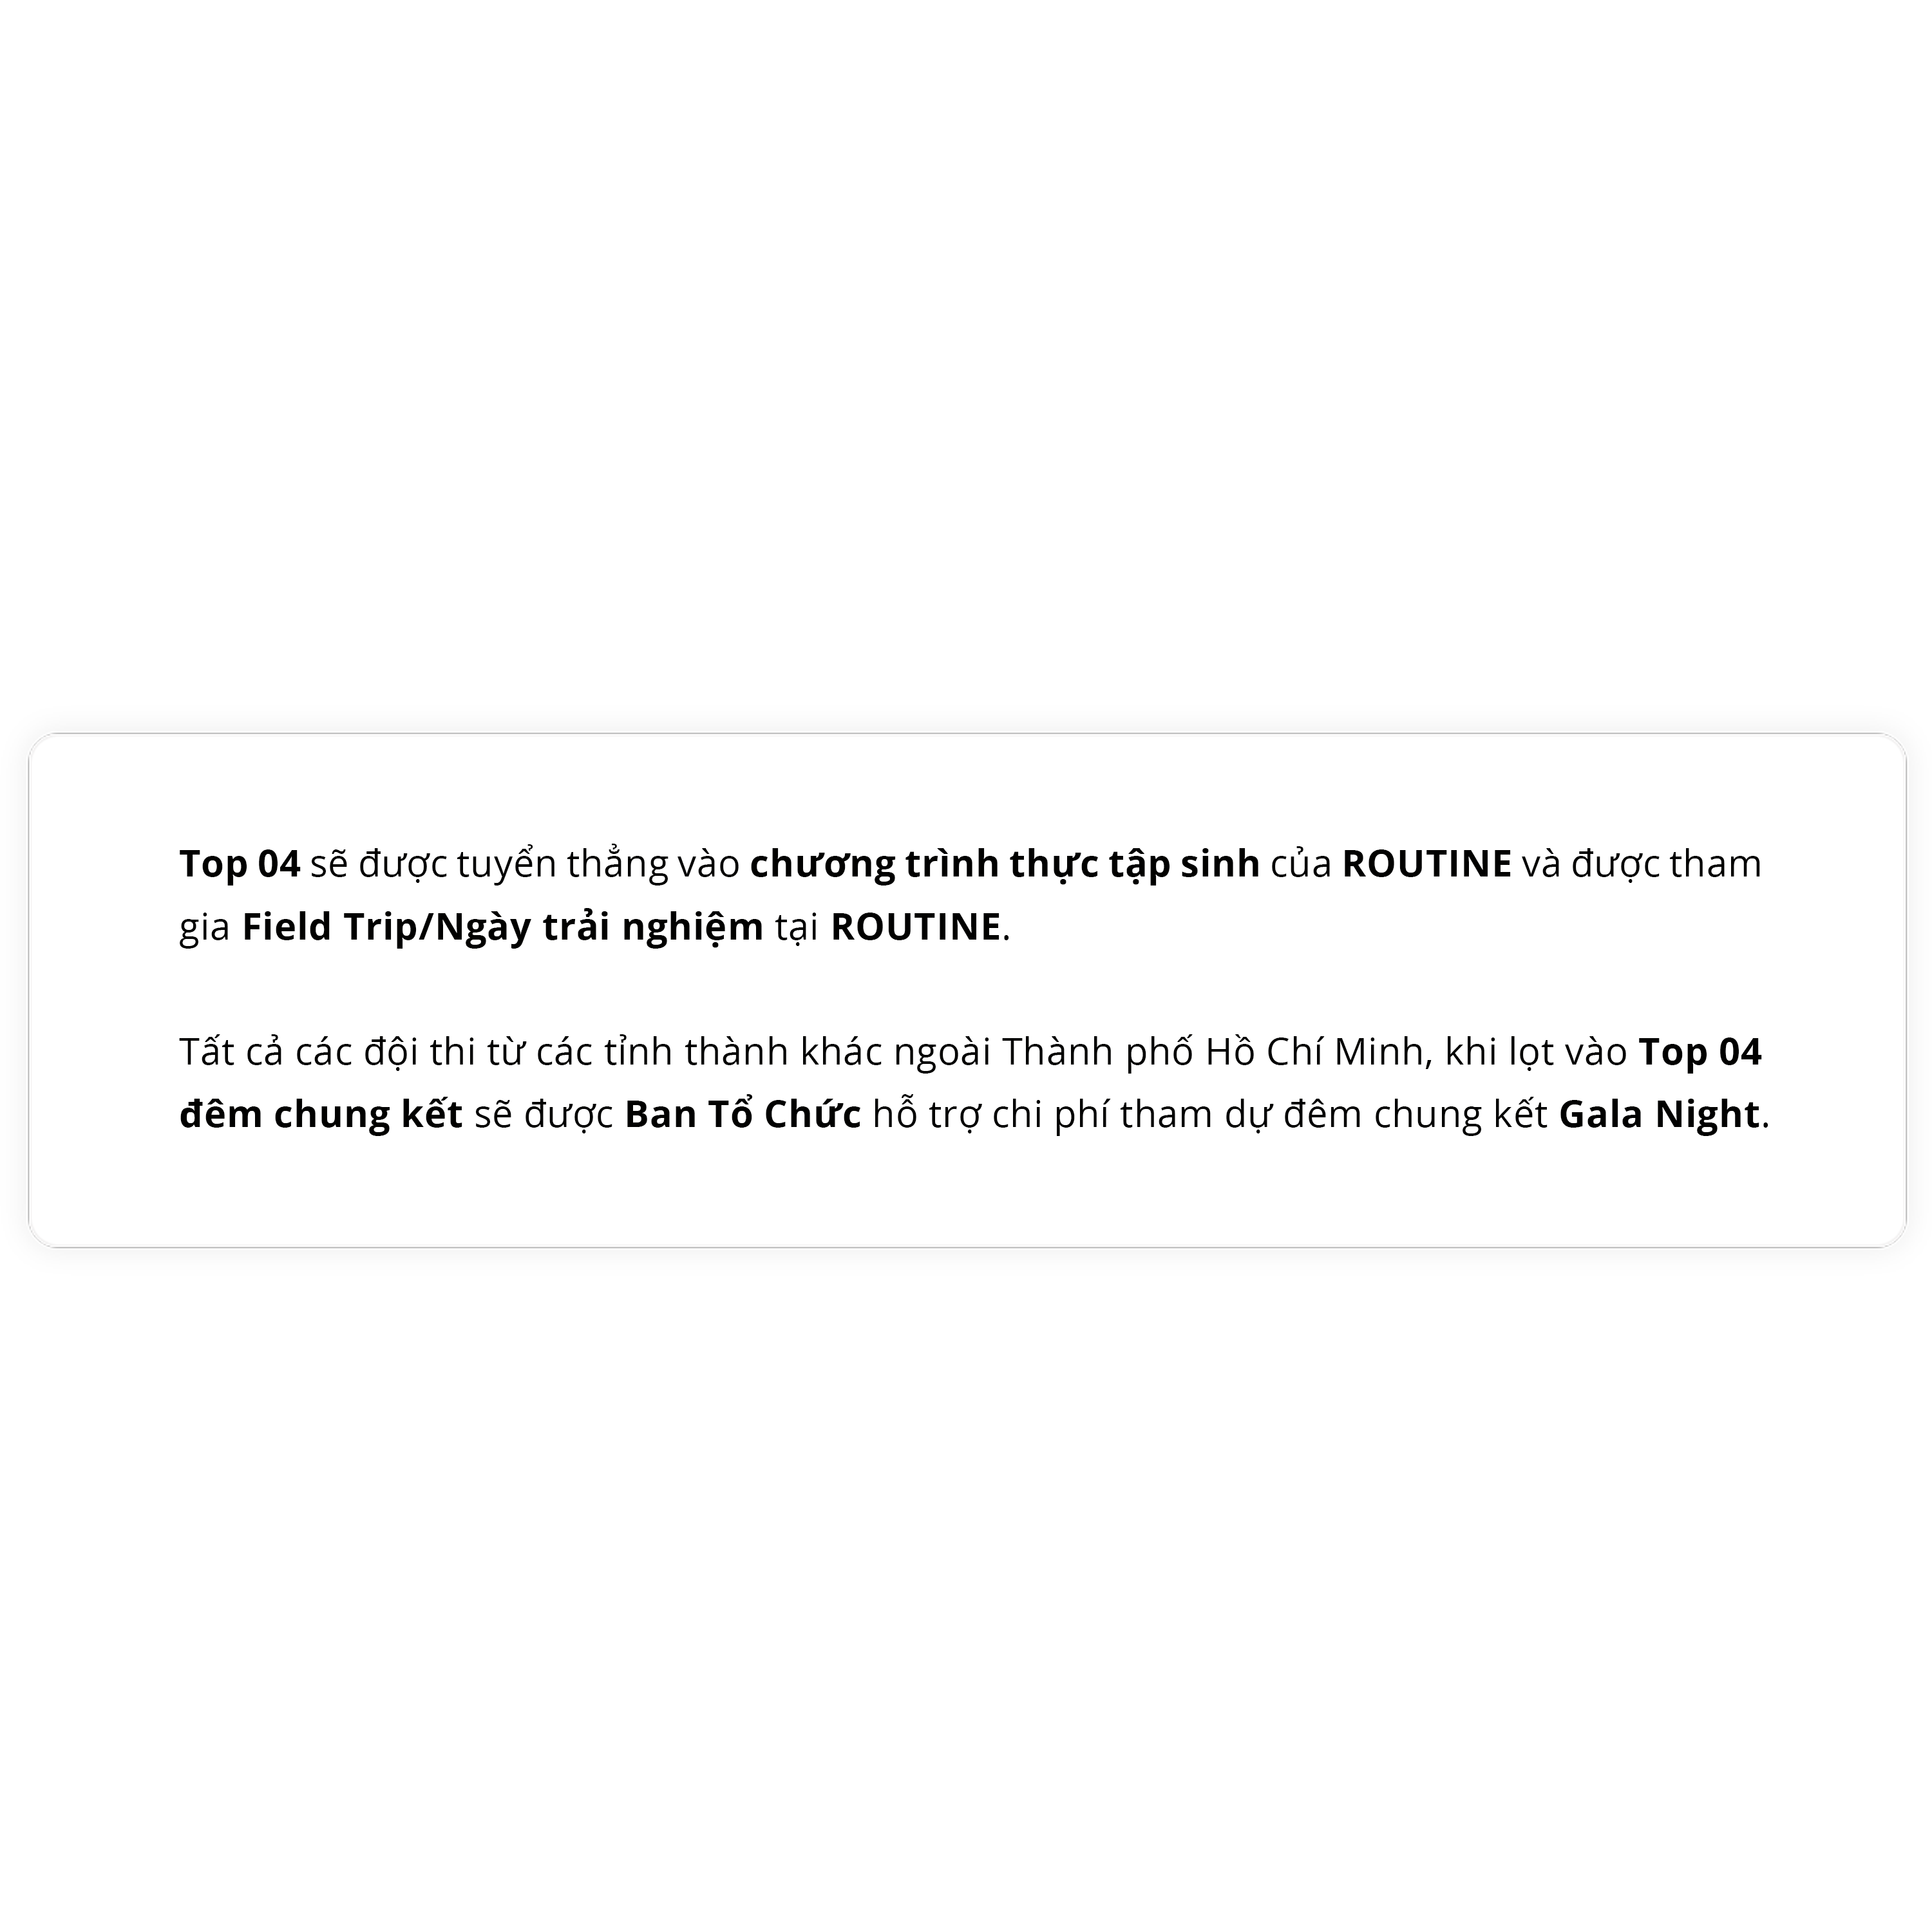 Top 04 sẽ được tuyển thẳng vào chương trình thực tập sinh của ROUTINE và được tham
gia Field Trip/Ngày trải nghiệm tại ROUTINE.
Tất cả các đội thi từ các tỉnh thành khác ngoài Thành phố Hồ Chí Minh, khi lọt vào Top 04
đêm chung kết sẽ được Ban Tổ Chức hỗ trợ chi phí tham dự đêm chung kết Gala Night.